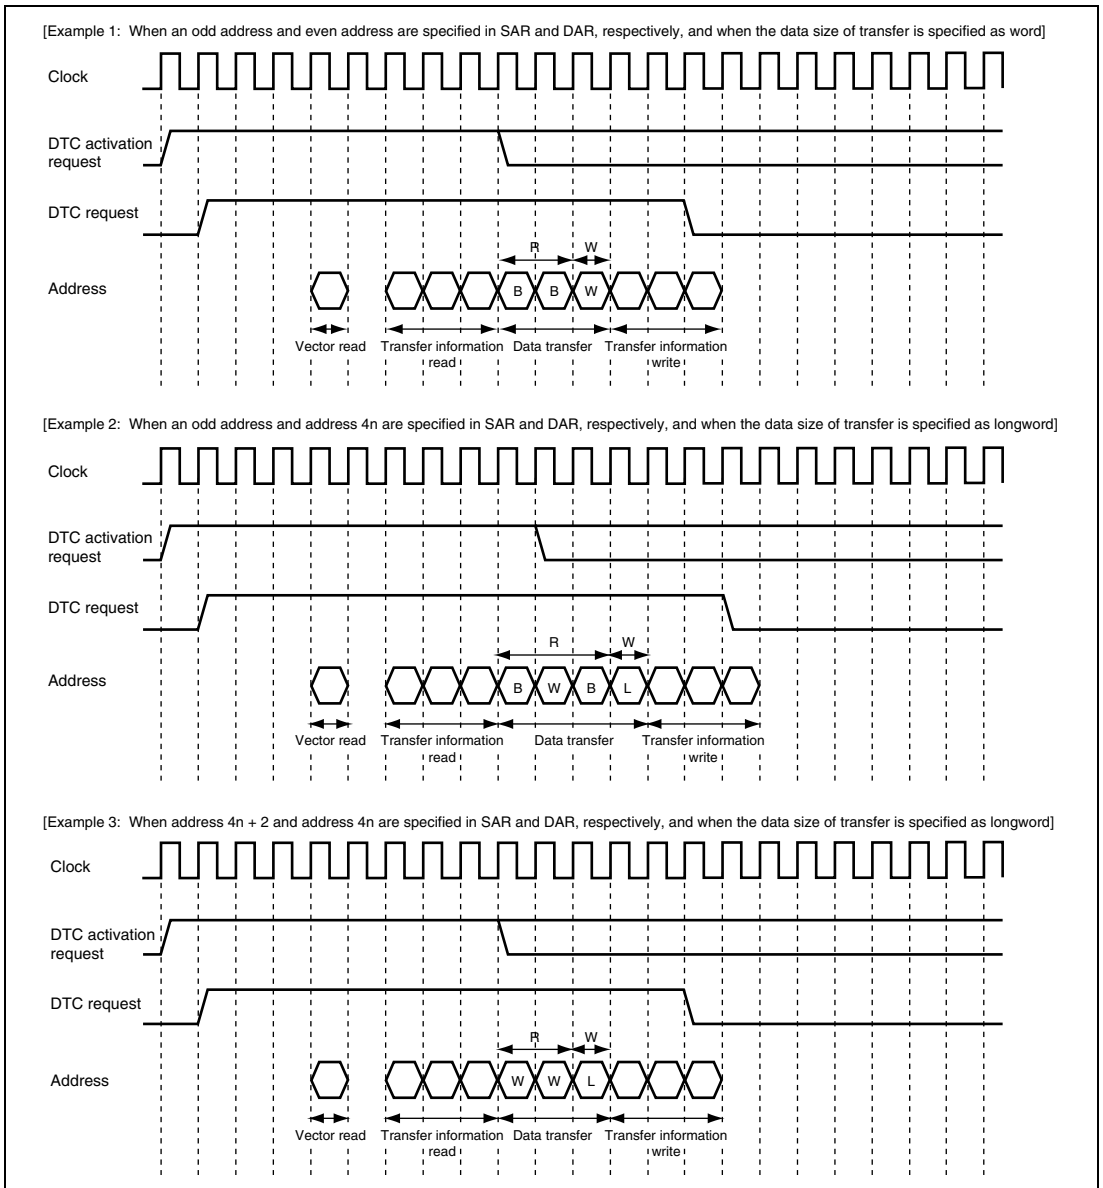 [Example 1: When an odd address and even address are specified in SAR and DAR, respectively, and when the data size of transfer is specified as word]
Clock
DTC activation
request
DTC request
R W
Address
B B W
Vector read Transfer information Data transfer Transfer information
read write
[Example 2: When an odd address and address 4n are specified in SAR and DAR, respectively, and when the data size of transfer is specified as longword]
Clock
DTC activation
request
DTC request
R W
Address
B W B L
Vector read Transfer information Data transfer Transfer information
read write
[Example 3: When address 4n + 2 and address 4n are specified in SAR and DAR, respectively, and when the data size of transfer is specified as longword]
Clock
DTC activation
request
DTC request
R W
Address
W W L
Vector read Transfer information Data transfer Transfer information
read write